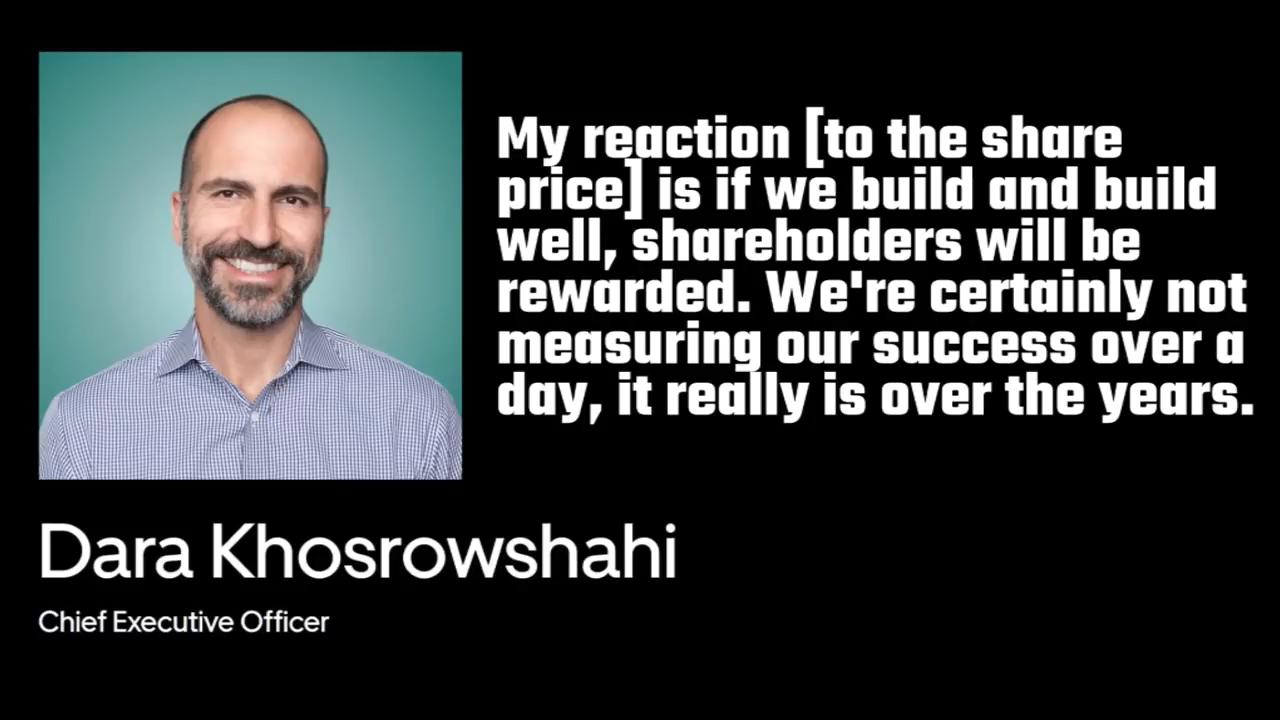 My reaction [to the share
price] is if we build and build
well, shareholders will be
rewarded. We're certainly not
measuring our success over a
day, it really is over the years.
Dara Khosrowshahi
Chief Executive Officer